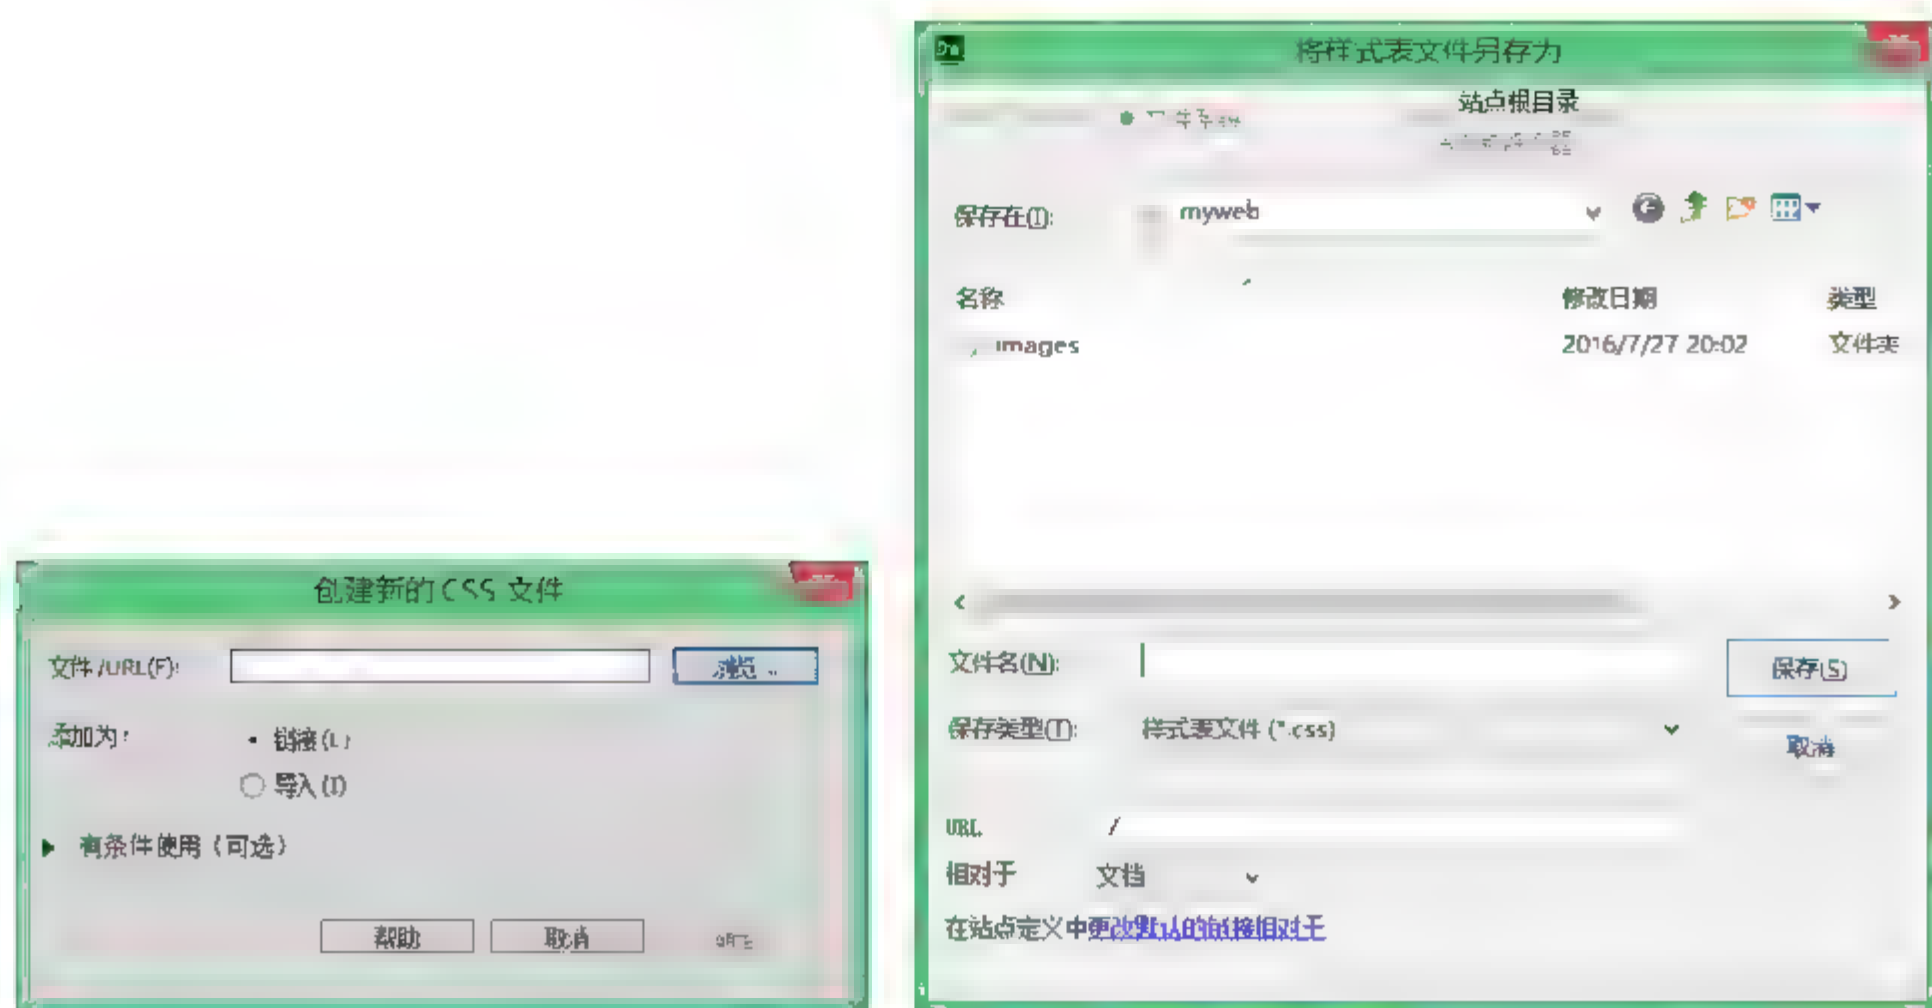 创建新的 CSS 文件
文件/URL(F):
浏览...
添加为:
链接(L)
导入(I)
有条件使用（可选）
帮助
取消
Dw
将样式表文件另存为
站点根目录
保存在(I):
myweb
名称
修改日期
类型
images
2016/7/27 20:02
文件夹
文件名(N):
保存(S)
保存类型(T):
样式表文件 (*.css)
取消
URL:
/
相对于
文档
在站点定义中更改默认的链接相对于